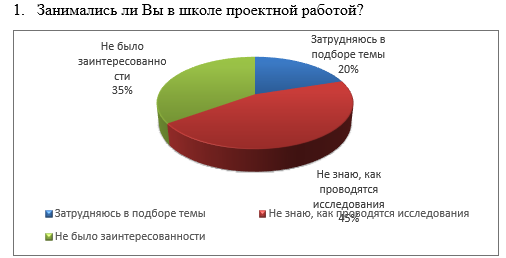 1. Занимались ли Вы в школе проектной работой?
Не было
заинтересованно
сти
35%
Затрудняюсь в
подборе темы
20%
Не знаю, как
проводятся
исследования
45%
Затрудняюсь в подборе темы
Не знаю, как проводятся исследования
Не было заинтересованности